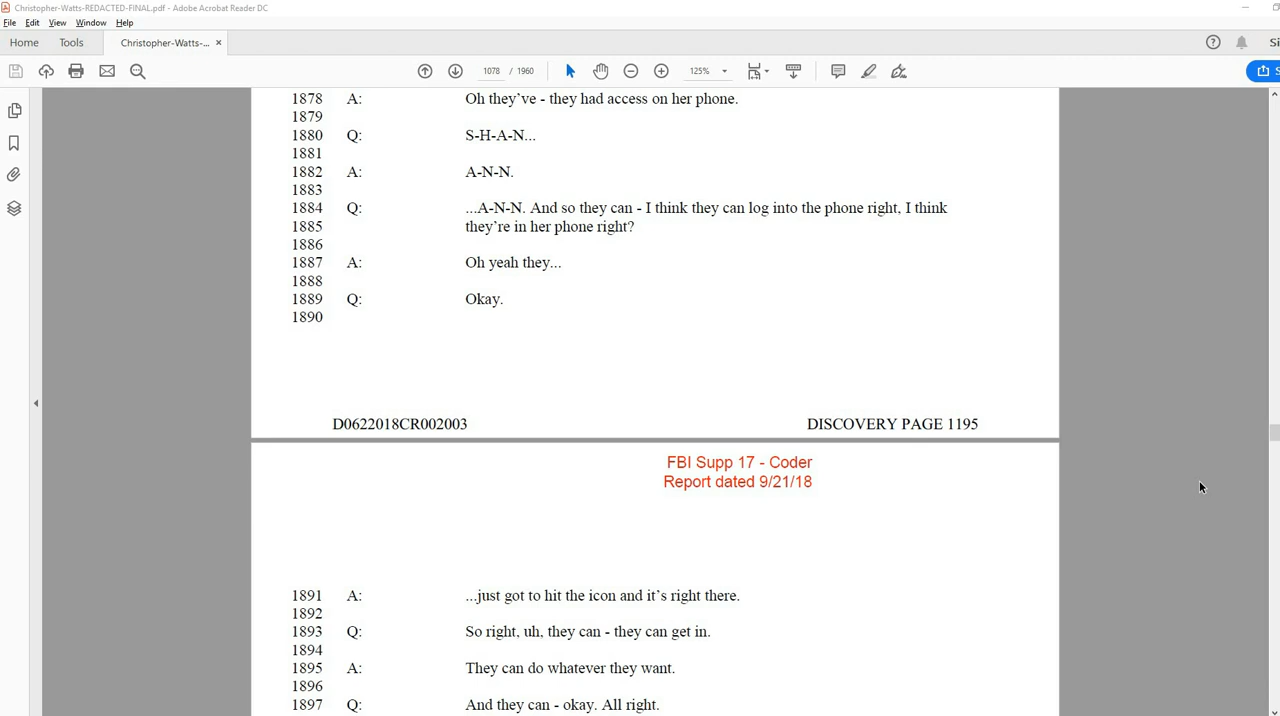 Christopher-Watts-REDACTED-FINAL.pdf - Adobe Acrobat Reader DC
File Edit View Window Help
Home Tools Christopher-Watts-... ×
1078 / 1960 125%
1878 A: Oh they've - they had access on her phone.
1879
1880 Q: S-H-A-N...
1881
1882 A: A-N-N.
1883
1884 Q: ...A-N-N. And so they can - I think they can log into the phone right, I think
1885 they're in her phone right?
1886
1887 A: Oh yeah they...
1888
1889 Q: Okay.
1890
D0622018CR002003 DISCOVERY PAGE 1195
FBI Supp 17 - Coder
Report dated 9/21/18
1891 A: ...just got to hit the icon and it's right there.
1892
1893 Q: So right, uh, they can - they can get in.
1894
1895 A: They can do whatever they want.
1896
1897 Q: And they can - okay. All right.